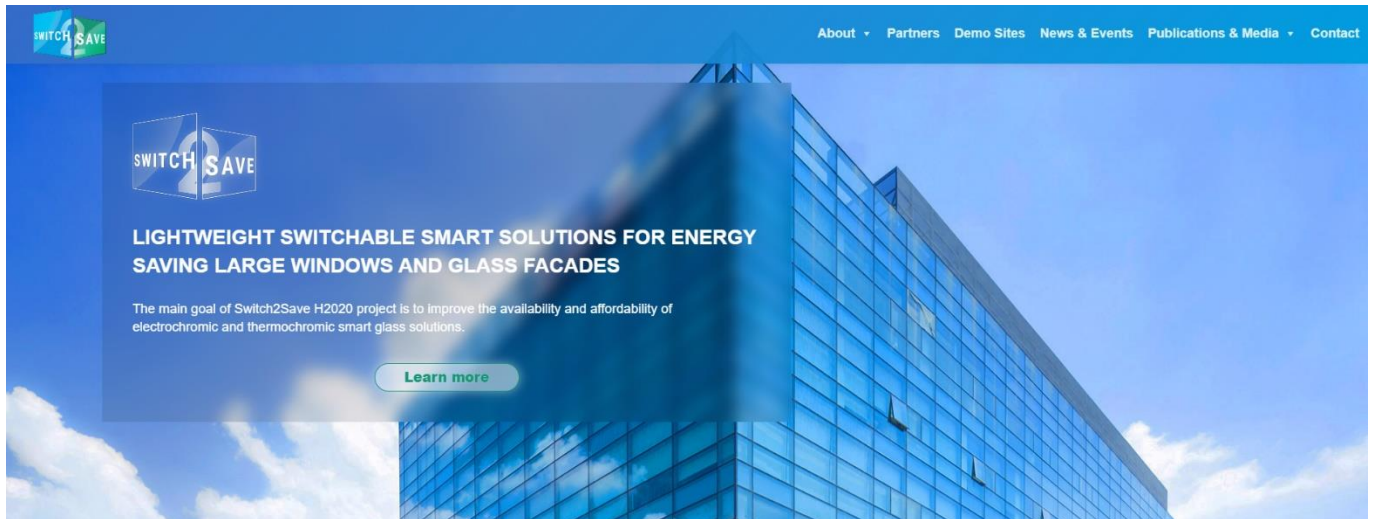 SWITCH 2 SAVE
About Partners Demo Sites News & Events Publications & Media Contact
SWITCH 2 SAVE
LIGHTWEIGHT SWITCHABLE SMART SOLUTIONS FOR ENERGY
SAVING LARGE WINDOWS AND GLASS FACADES
The main goal of Switch2Save H2020 project is to improve the availability and affordability of
electrochromic and thermochromic smart glass solutions.
Learn more